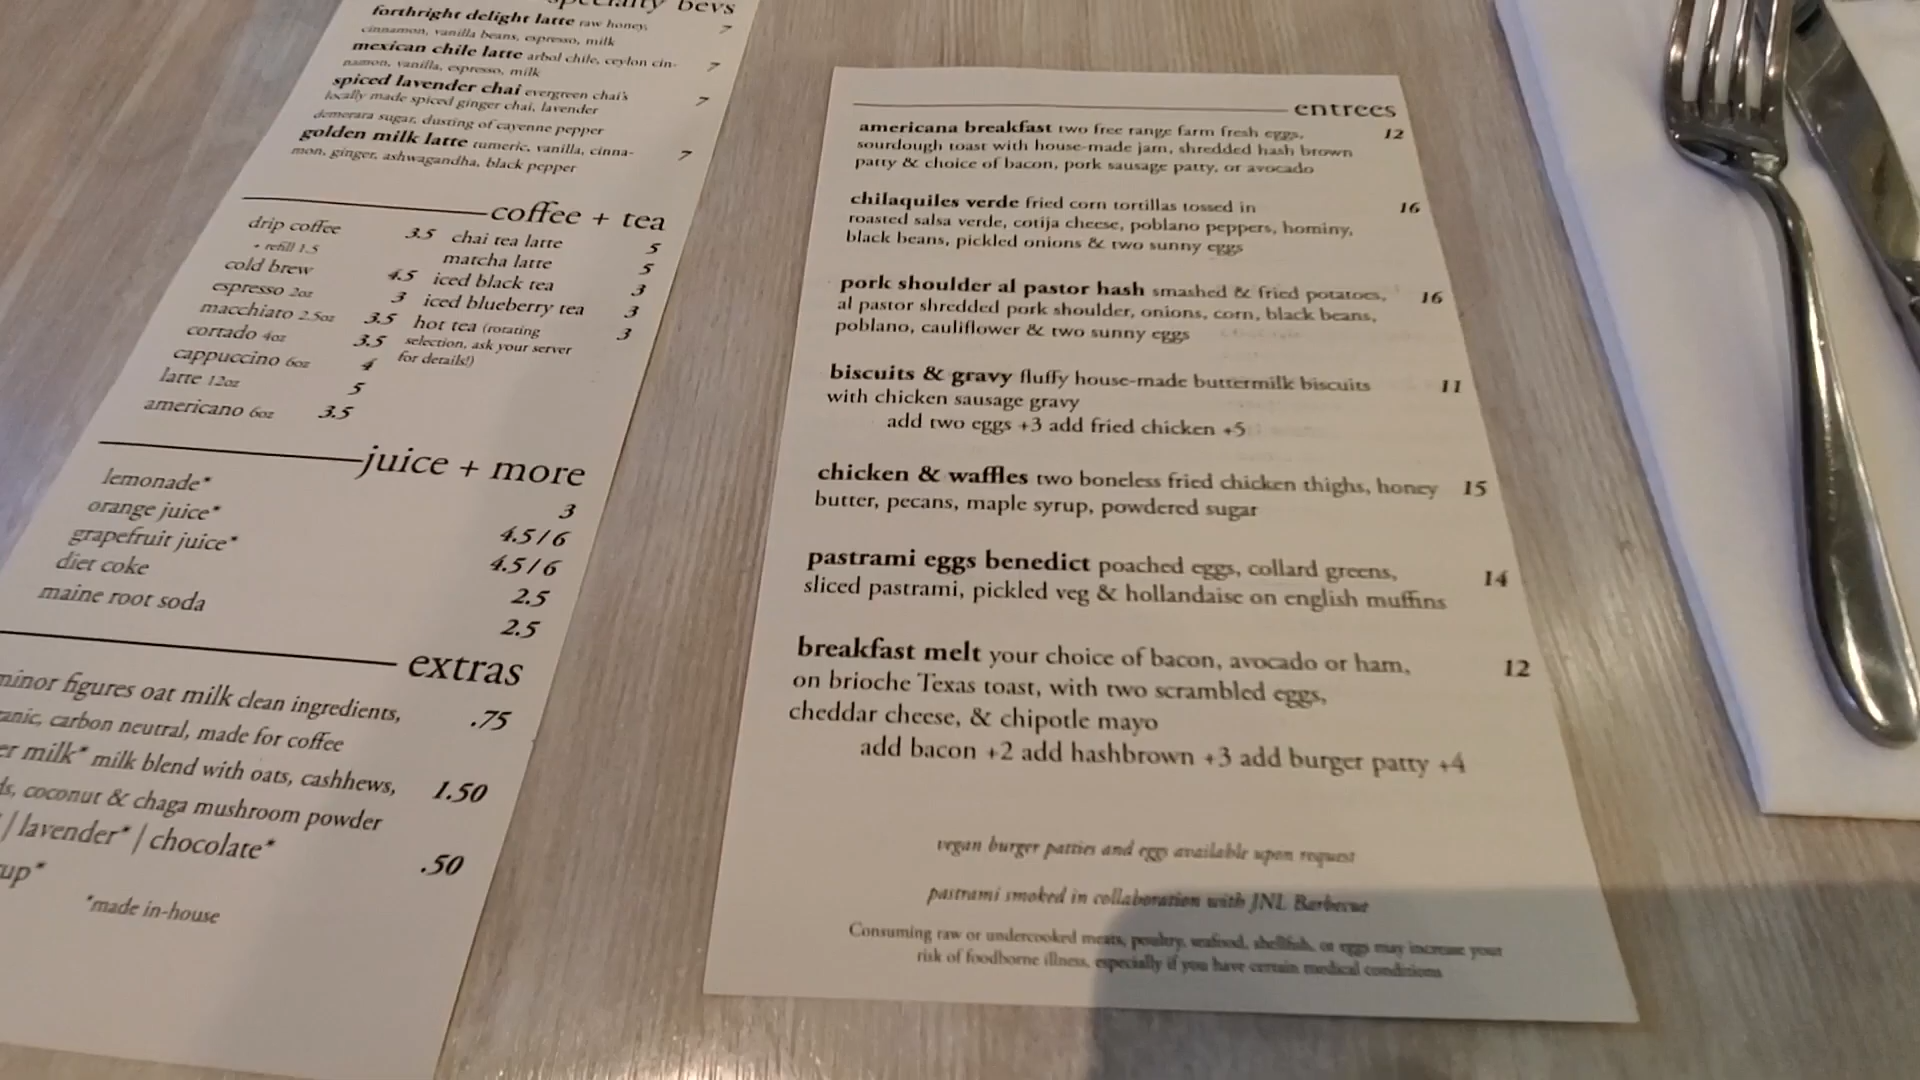 specialty bevs
forthright delight latte raw honey, 7
cinnamon, vanilla beans, espresso, milk
mexican chile latte arbol chile, ceylon cin- 7
namon, vanilla, espresso, milk
spiced lavender chai evergreen chai's 7
locally made spiced ginger chai, lavender
demerara sugar, dusting of cayenne pepper
golden milk latte tumeric, vanilla, cinna- 7
mon, ginger, ashwagandha, black pepper
coffee + tea
drip coffee 3.5
• refill 1.5
cold brew 4.5
espresso 2oz 3
macchiato 2.5oz 3.5
cortado 4oz 3.5
cappuccino 6oz 4
latte 12oz 5
americano 6oz 3.5
chai tea latte 5
matcha latte 5
iced black tea 3
iced blueberry tea 3
hot tea (rotating 3
selection, ask your server
for details!)
juice + more
lemonade* 3
orange juice* 4.5/6
grapefruit juice* 4.5/6
diet coke 2.5
maine root soda 2.5
extras
minor figures oat milk clean ingredients, .75
carbon neutral, made for coffee
milk* milk blend with oats, cashhews, 1.50
coconut & chaga mushroom powder
| lavender* | chocolate* .50
*made in-house
entrees
americana breakfast two free range farm fresh eggs, 12
sourdough toast with house-made jam, shredded hash brown
patty & choice of bacon, pork sausage patty, or avocado
chilaquiles verde fried corn tortillas tossed in 16
roasted salsa verde, cotija cheese, poblano peppers, hominy,
black beans, pickled onions & two sunny eggs
pork shoulder al pastor hash smashed & fried potatoes, 16
al pastor shredded pork shoulder, onions, corn, black beans,
poblano, cauliflower & two sunny eggs
biscuits & gravy fluffy house-made buttermilk biscuits 11
with chicken sausage gravy
add two eggs +3 add fried chicken +5
chicken & waffles two boneless fried chicken thighs, honey 15
butter, pecans, maple syrup, powdered sugar
pastrami eggs benedict poached eggs, collard greens, 14
sliced pastrami, pickled veg & hollandaise on english muffins
breakfast melt your choice of bacon, avocado or ham, 12
on brioche Texas toast, with two scrambled eggs,
cheddar cheese, & chipotle mayo
add bacon +2 add hashbrown +3 add burger patty +4
vegan burger patties and eggs available upon request
pastrami smoked in collaboration with JNL Barbecue
Consuming raw or undercooked meats, poultry, seafood, shellfish, or eggs may increase your
risk of foodborne illness, especially if you have certain medical conditions